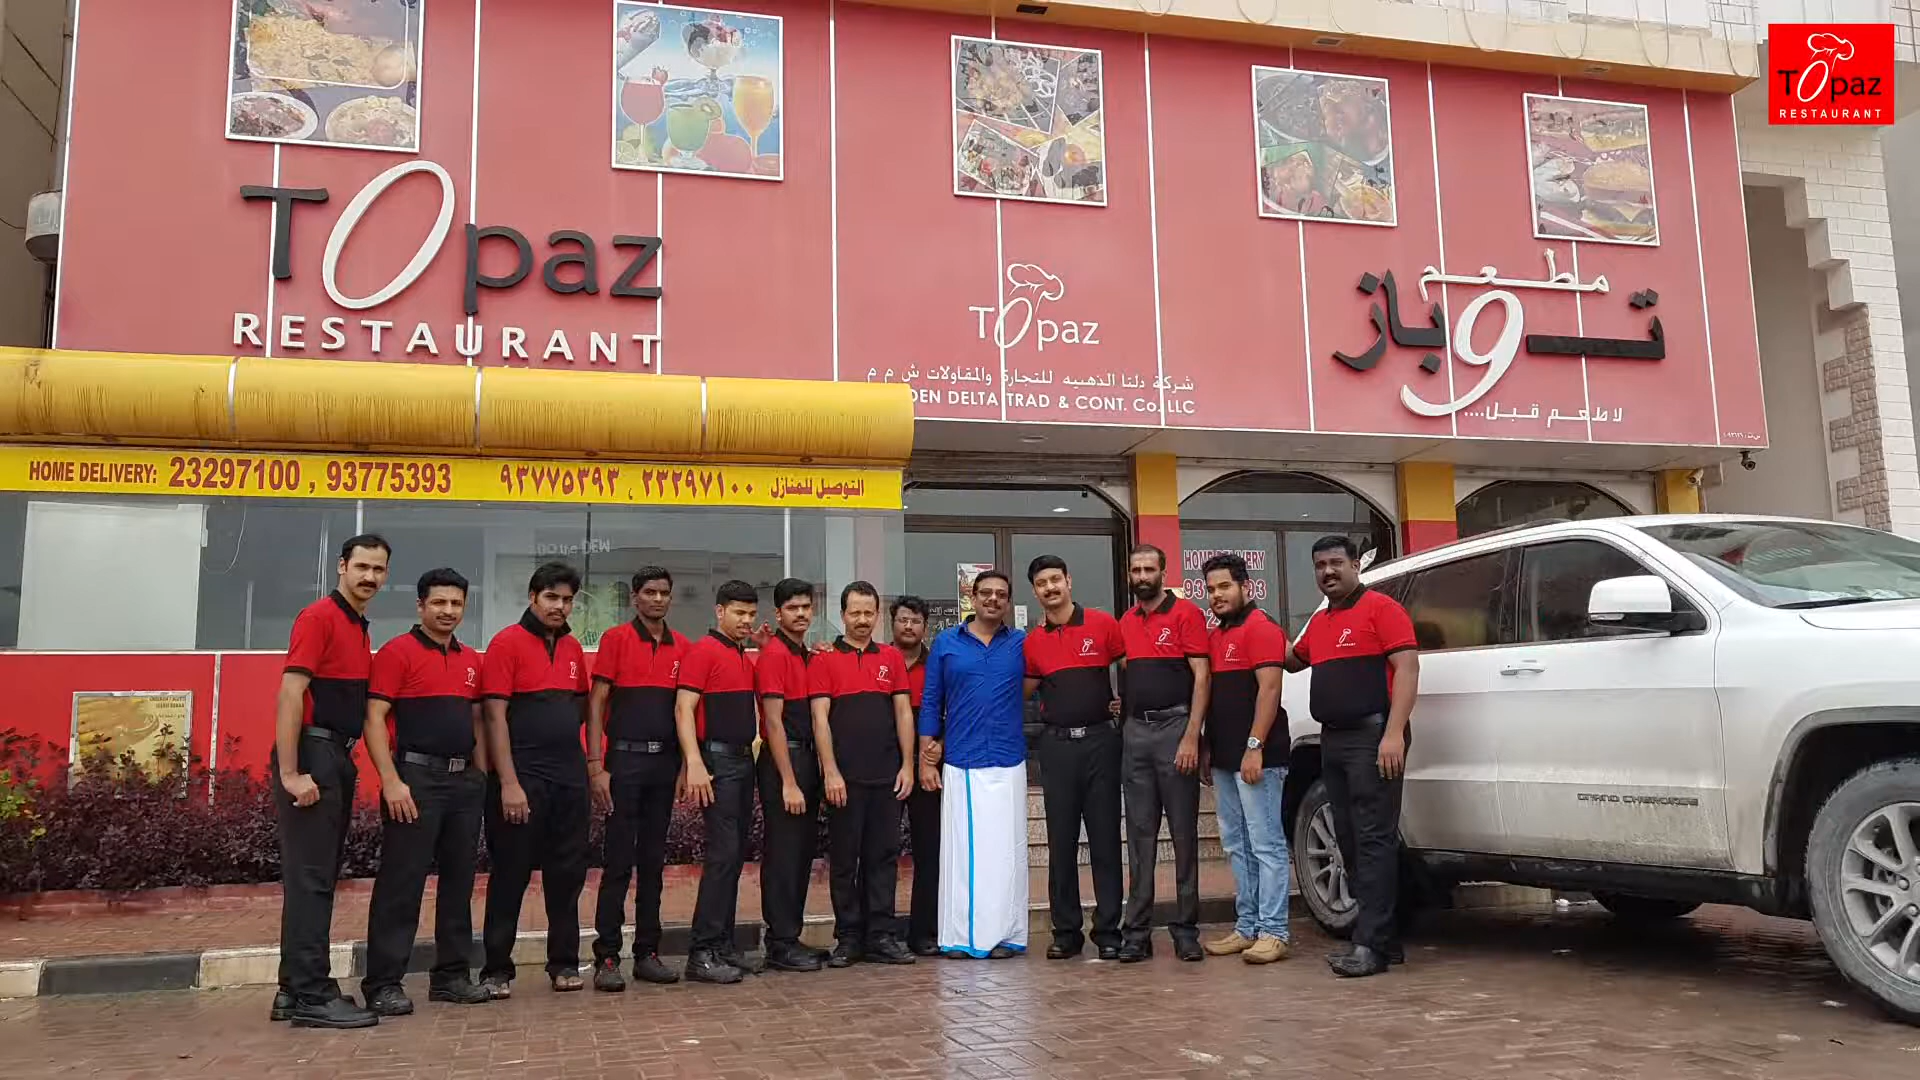 Topaz
RESTAURANT
Topaz
RESTAURANT
Topaz
شركة دلتا الذهبيه للتجارة والمقاولات ش م م
DEN DELTA TRAD & CONT. Co. LLC
مطعم
توباز
لا طعم قبل....
HOME DELIVERY: 23297100 , 93775393
التوصيل للمنازل ٢٣٢٩٧١٠٠ ، ٩٣٧٧٥٣٩٣
HOME DELIVERY
GRAND CHEROKEE